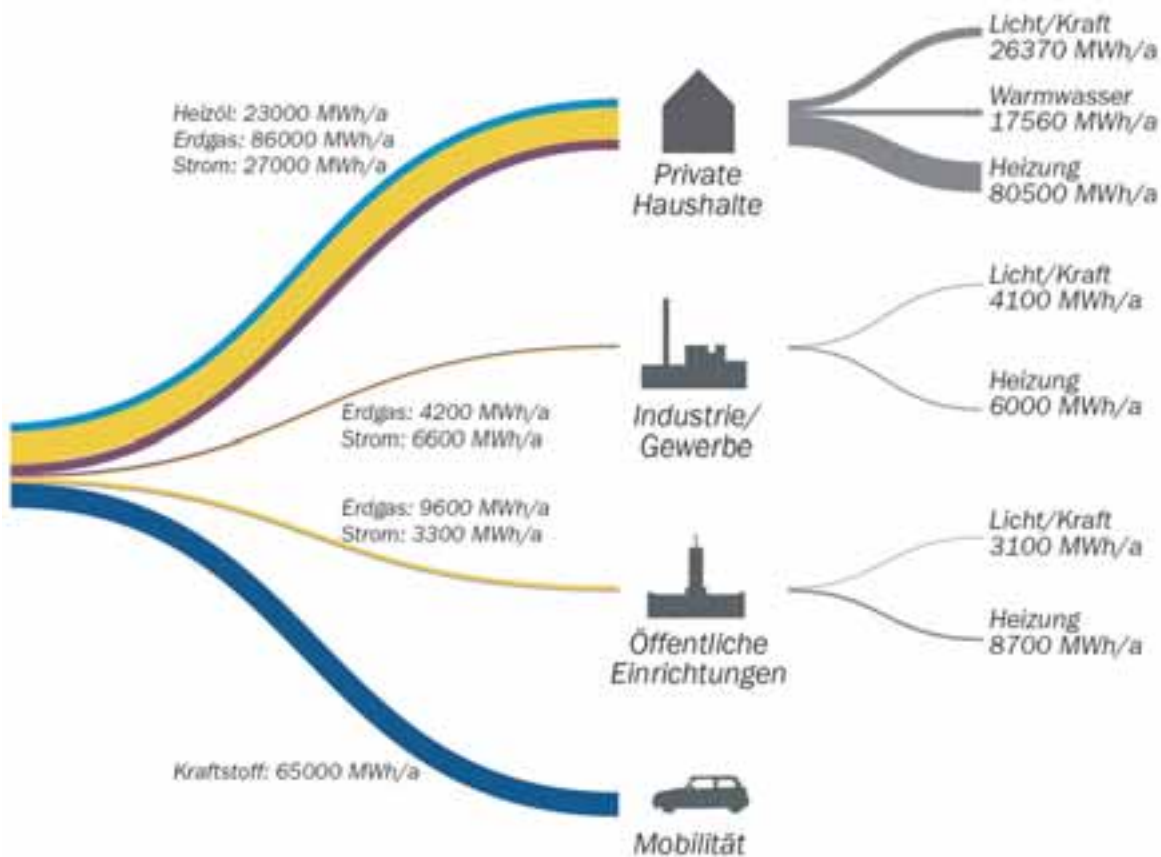 Heizöl: 23000 MWh/a
Erdgas: 86000 MWh/a
Strom: 27000 MWh/a
Private
Haushalte
Licht/Kraft
26370 MWh/a
Warmwasser
17560 MWh/a
Heizung
80500 MWh/a
Erdgas: 4200 MWh/a
Strom: 6600 MWh/a
Industrie/
Gewerbe
Licht/Kraft
4100 MWh/a
Heizung
6000 MWh/a
Erdgas: 9600 MWh/a
Strom: 3300 MWh/a
Öffentliche
Einrichtungen
Licht/Kraft
3100 MWh/a
Heizung
8700 MWh/a
Kraftstoff: 65000 MWh/a
Mobilität